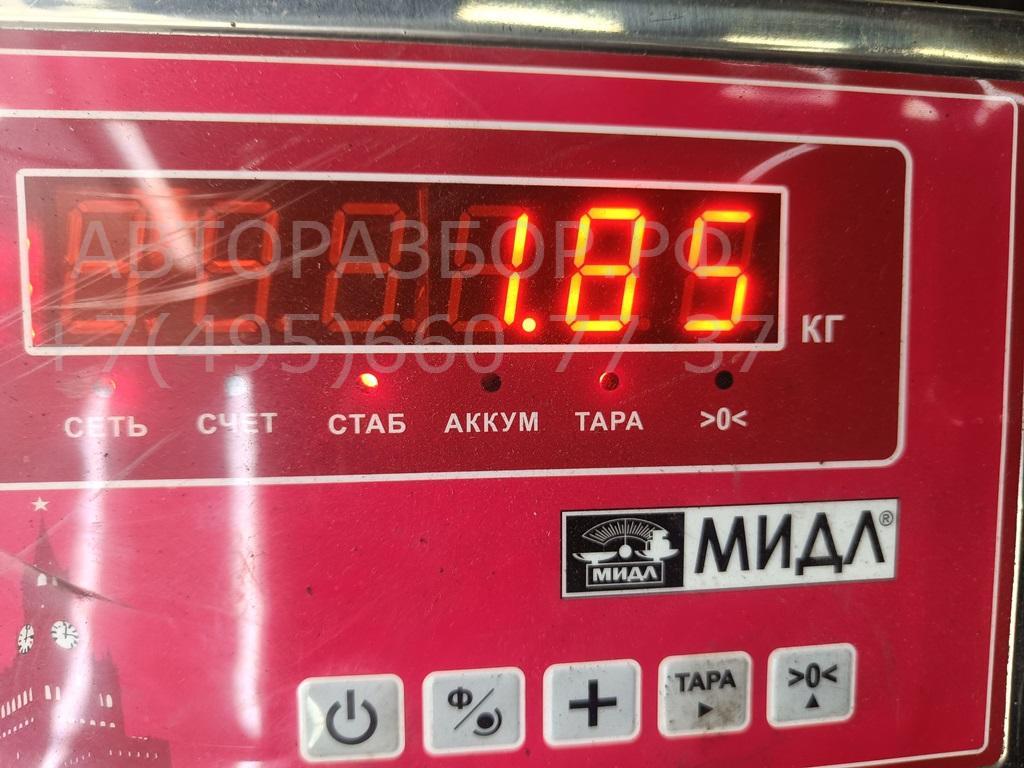 АВТОРАЗБОР.РФ
1.85 КГ
+7(495)660-77-37
СЕТЬ СЧЕТ СТАБ АККУМ ТАРА >0<
МИДЛ МИДЛ®
Ф ТАРА >0<